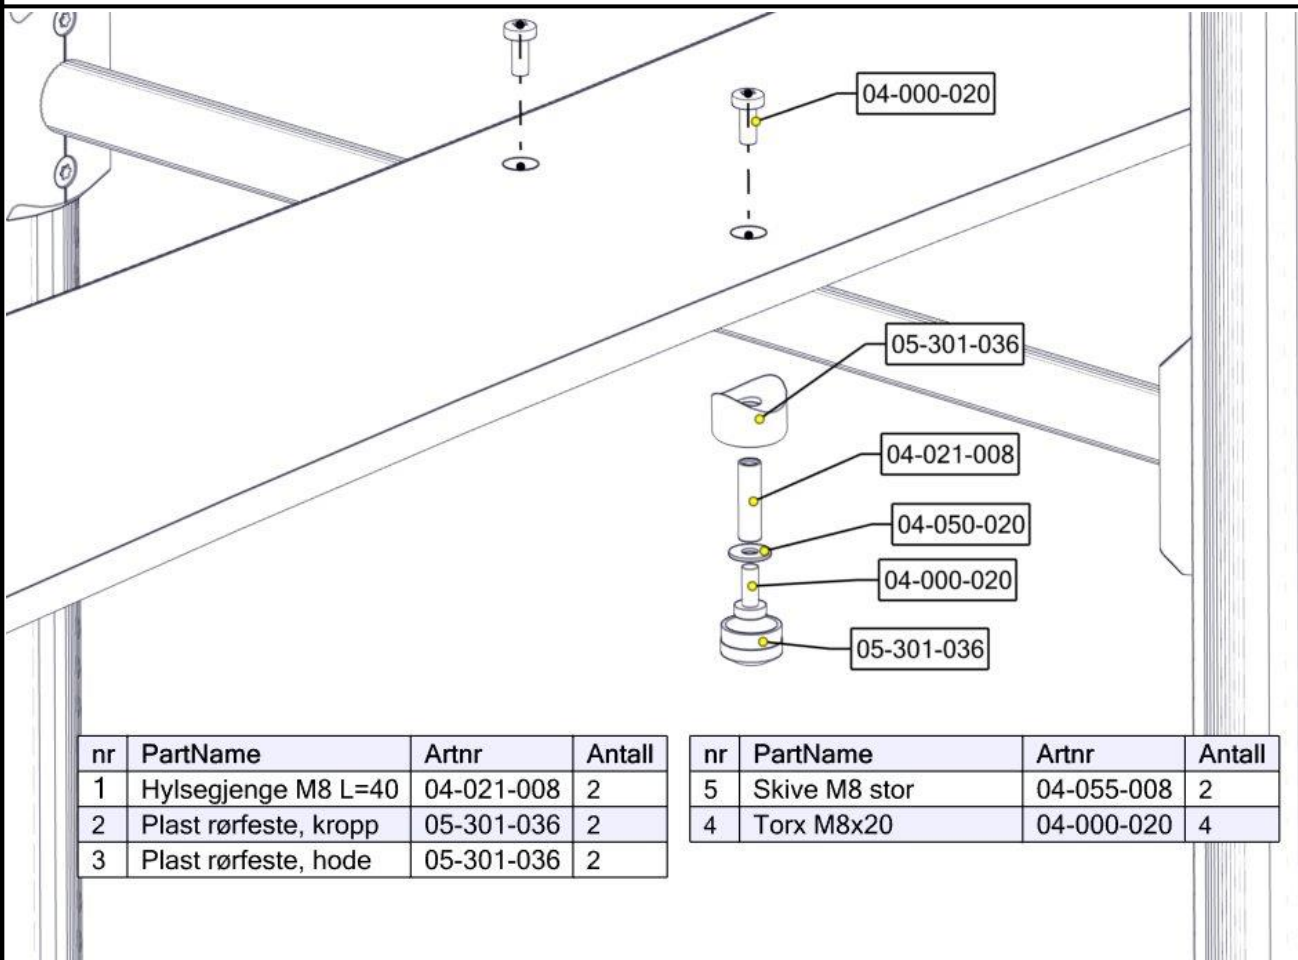 04-000-020
05-301-036
04-021-008
04-050-020
04-000-020
05-301-036
nr PartName Artnr Antall
1 Hylsegjenge M8 L=40 04-021-008 2
2 Plast rørfeste, kropp 05-301-036 2
3 Plast rørfeste, hode 05-301-036 2
nr PartName Artnr Antall
5 Skive M8 stor 04-055-008 2
4 Torx M8x20 04-000-020 4